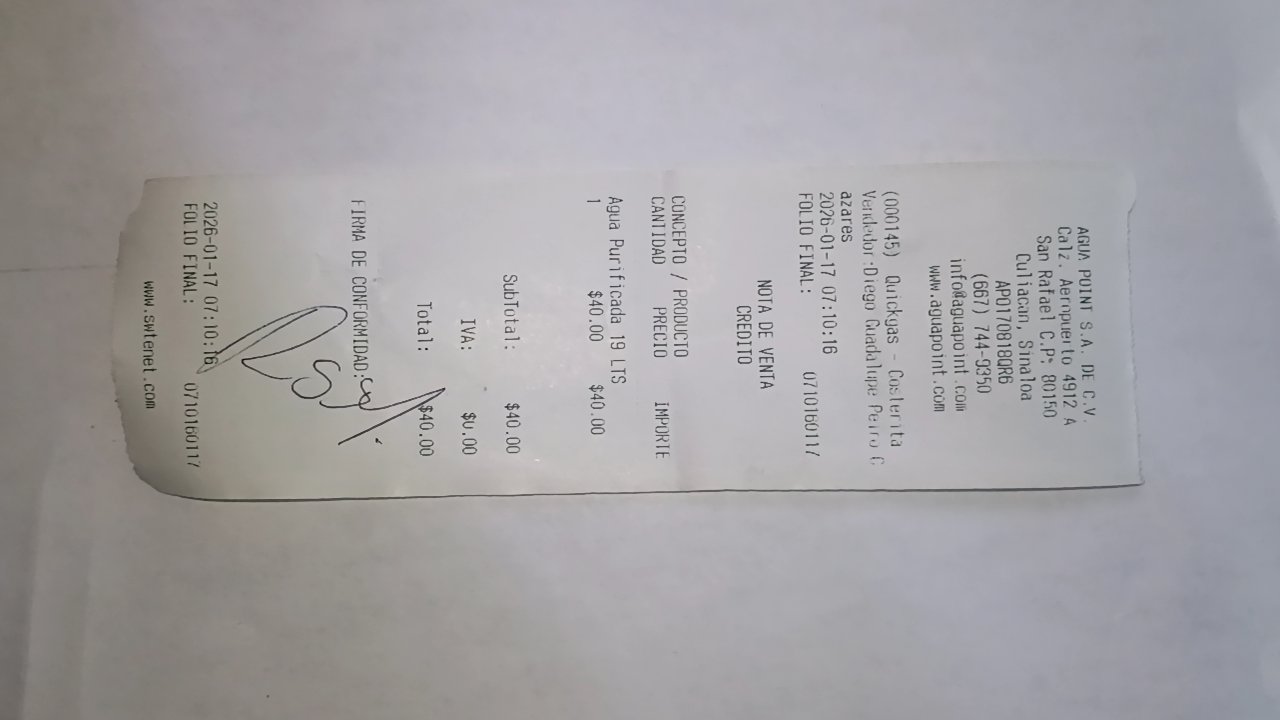 AGUA POINT S.A. DE C.V.
Calz. Aeropuerto 4912 A
San Rafael C.P: 80150
Culiacan, Sinaloa
APO170818QR6
(667) 744-9350
info@aguapoint.com
www.aguapoint.com
(000145) Quickgas - Costerita
Vendedor:Diego Guadalupe Peiro C
azares
2026-01-17 07:10:16
FOLIO FINAL: 0710160117
NOTA DE VENTA
CREDITO
CONCEPTO / PRODUCTO
CANTIDAD PRECIO IMPORTE
Agua Purificada 19 LTS
1 $40.00 $40.00
SubTotal: $40.00
IVA: $0.00
Total: $40.00
FIRMA DE CONFORMIDAD:
2026-01-17 07:10:16
FOLIO FINAL: 0710160117
www.swtenet.com